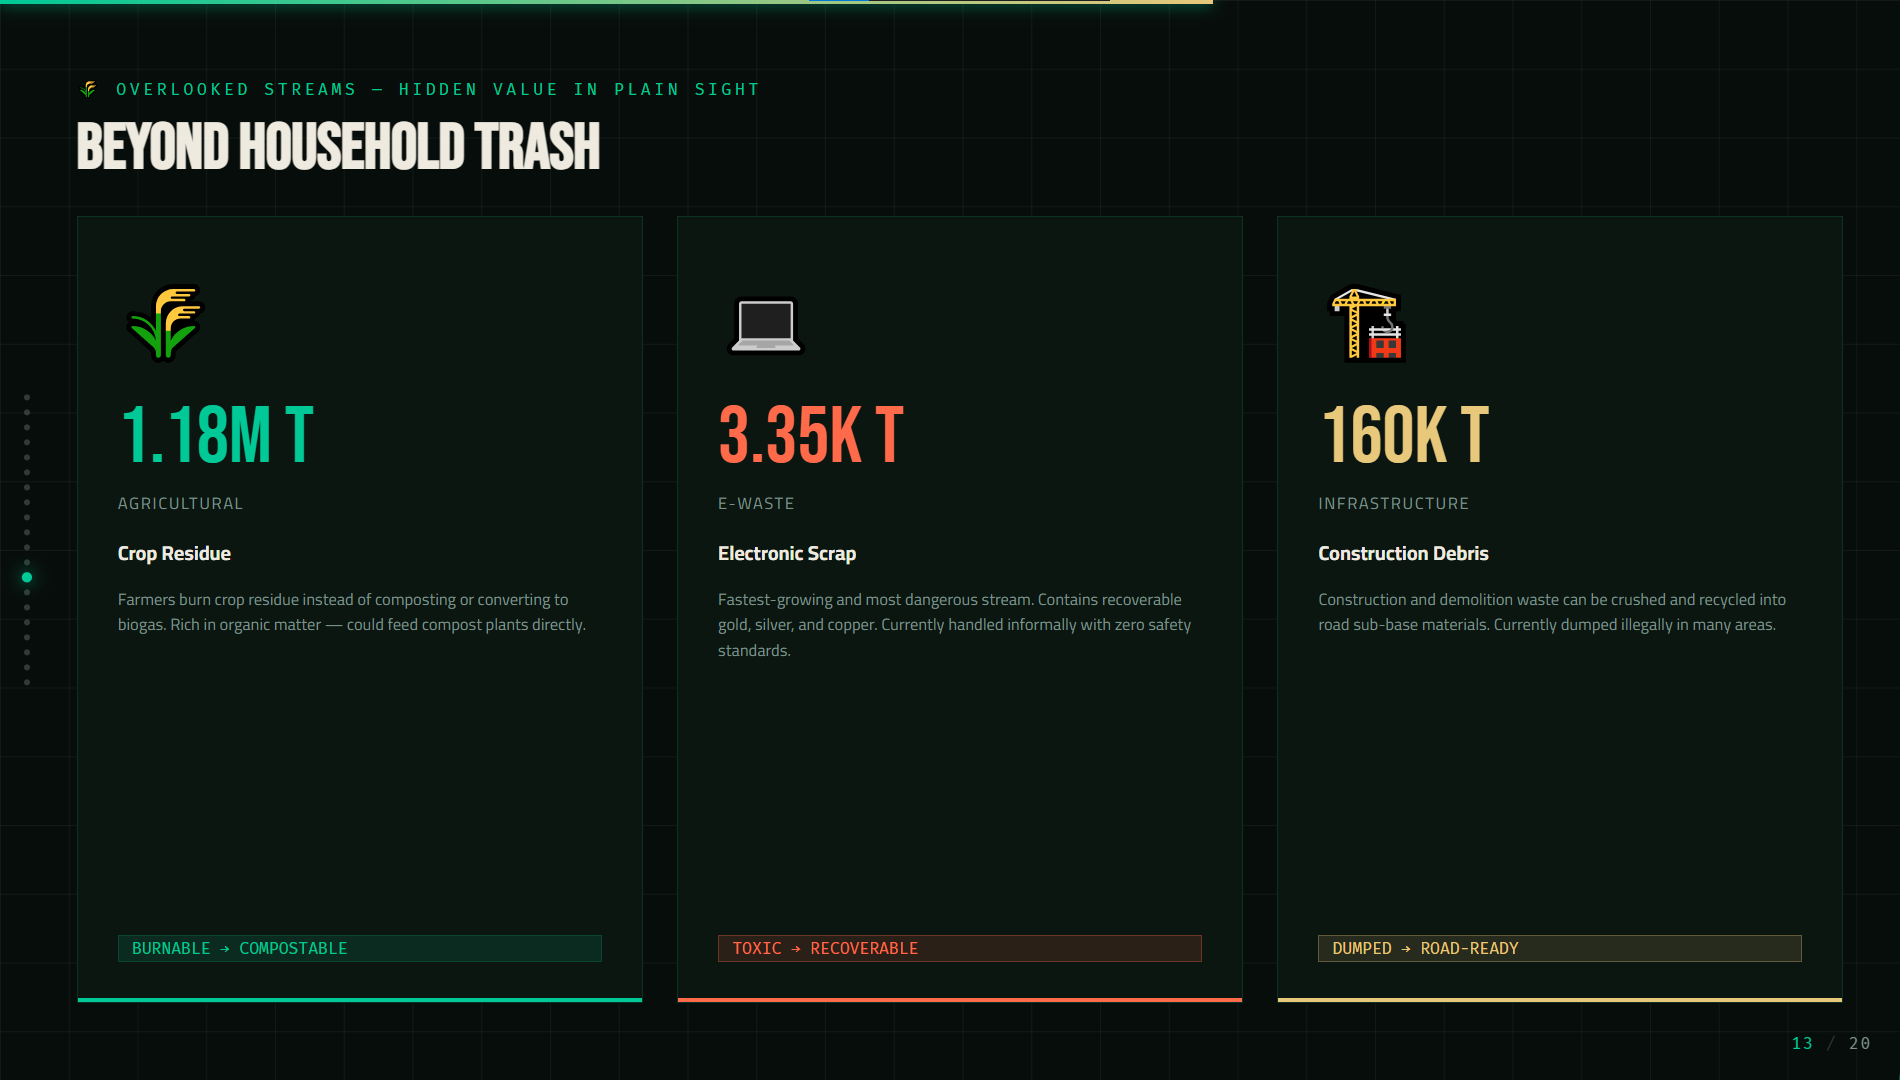 OVERLOOKED STREAMS — HIDDEN VALUE IN PLAIN SIGHT
BEYOND HOUSEHOLD TRASH
1.18M T
AGRICULTURAL
Crop Residue
Farmers burn crop residue instead of composting or converting to
biogas. Rich in organic matter — could feed compost plants directly.
BURNABLE → COMPOSTABLE
3.35K T
E-WASTE
Electronic Scrap
Fastest-growing and most dangerous stream. Contains recoverable
gold, silver, and copper. Currently handled informally with zero safety
standards.
TOXIC → RECOVERABLE
160K T
INFRASTRUCTURE
Construction Debris
Construction and demolition waste can be crushed and recycled into
road sub-base materials. Currently dumped illegally in many areas.
DUMPED → ROAD-READY
13 / 20